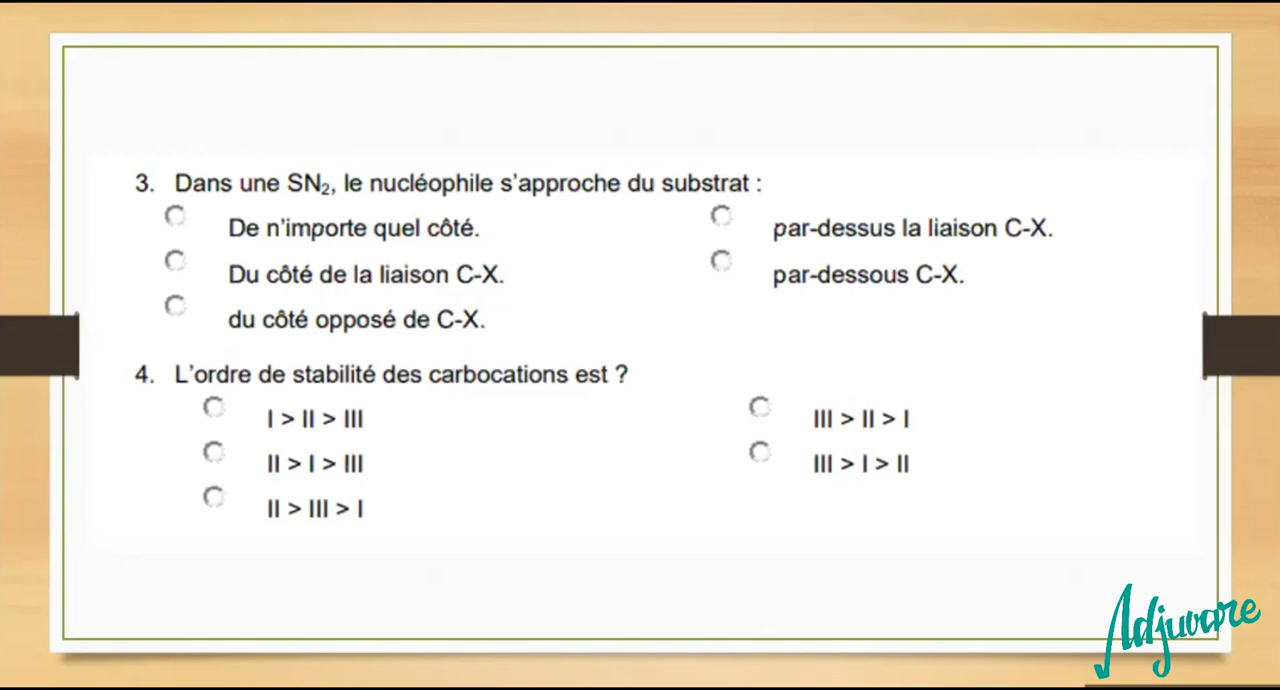 3. Dans une SN₂, le nucléophile s'approche du substrat :
De n'importe quel côté.
par-dessus la liaison C-X.
Du côté de la liaison C-X.
par-dessous C-X.
du côté opposé de C-X.
4. L'ordre de stabilité des carbocations est ?
I > II > III
III > II > I
II > I > III
III > I > II
II > III > I
Adjuvare